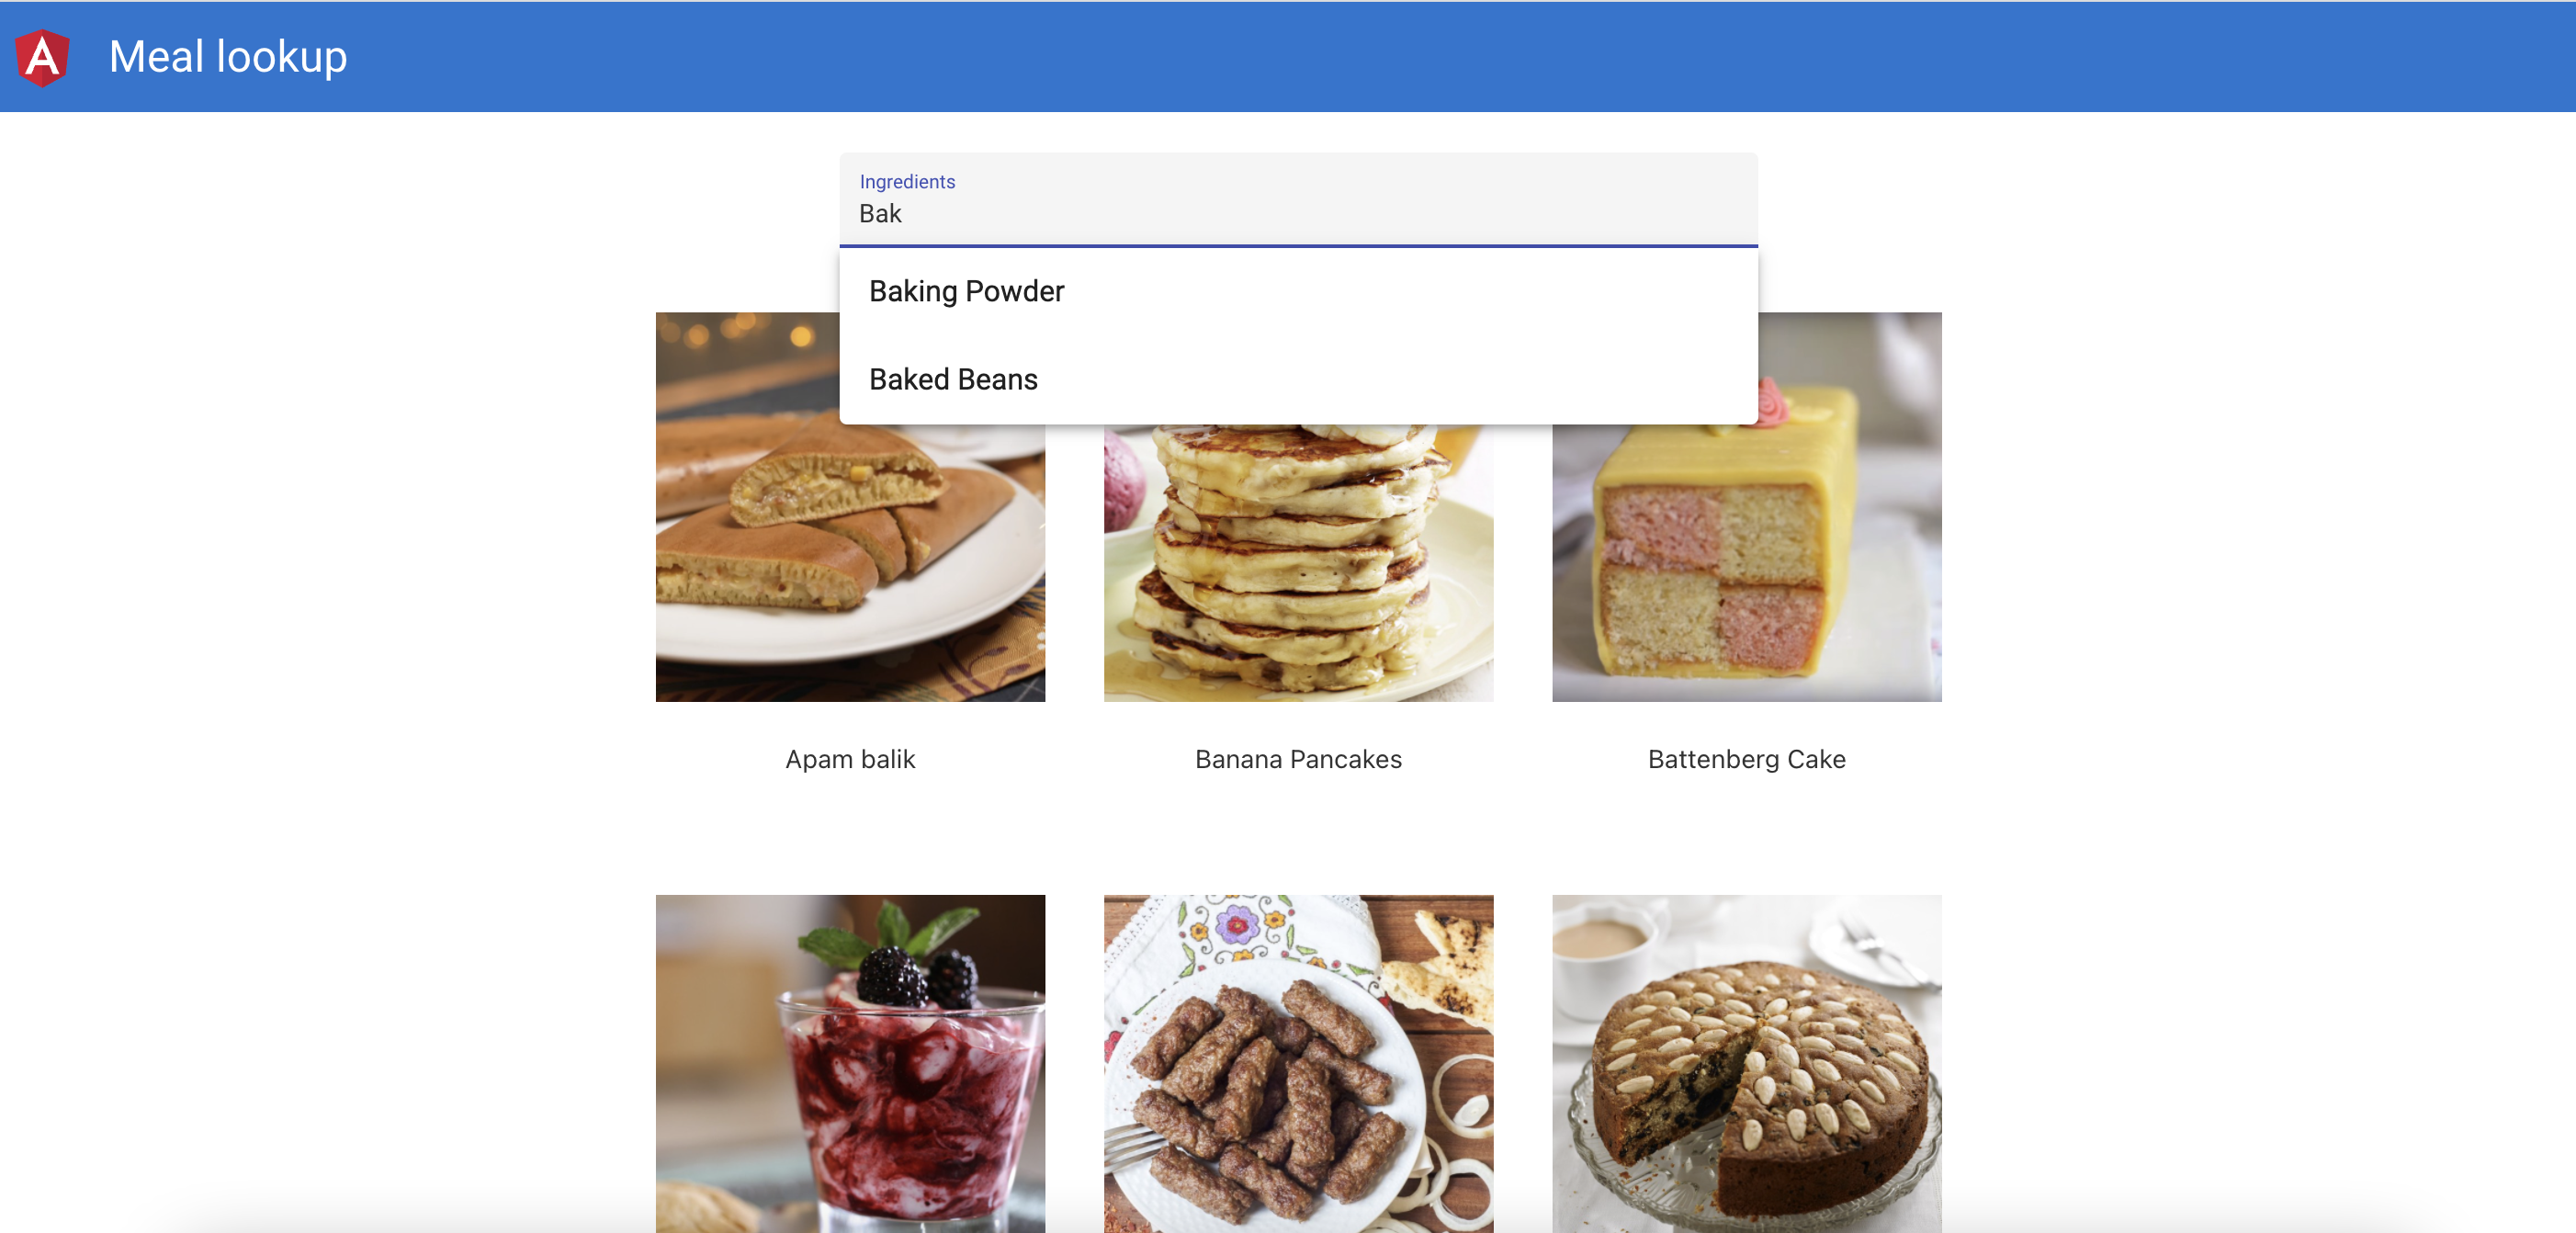 Meal lookup
Ingredients
Bak
Baking Powder
Baked Beans
Apam balik
Banana Pancakes
Battenberg Cake